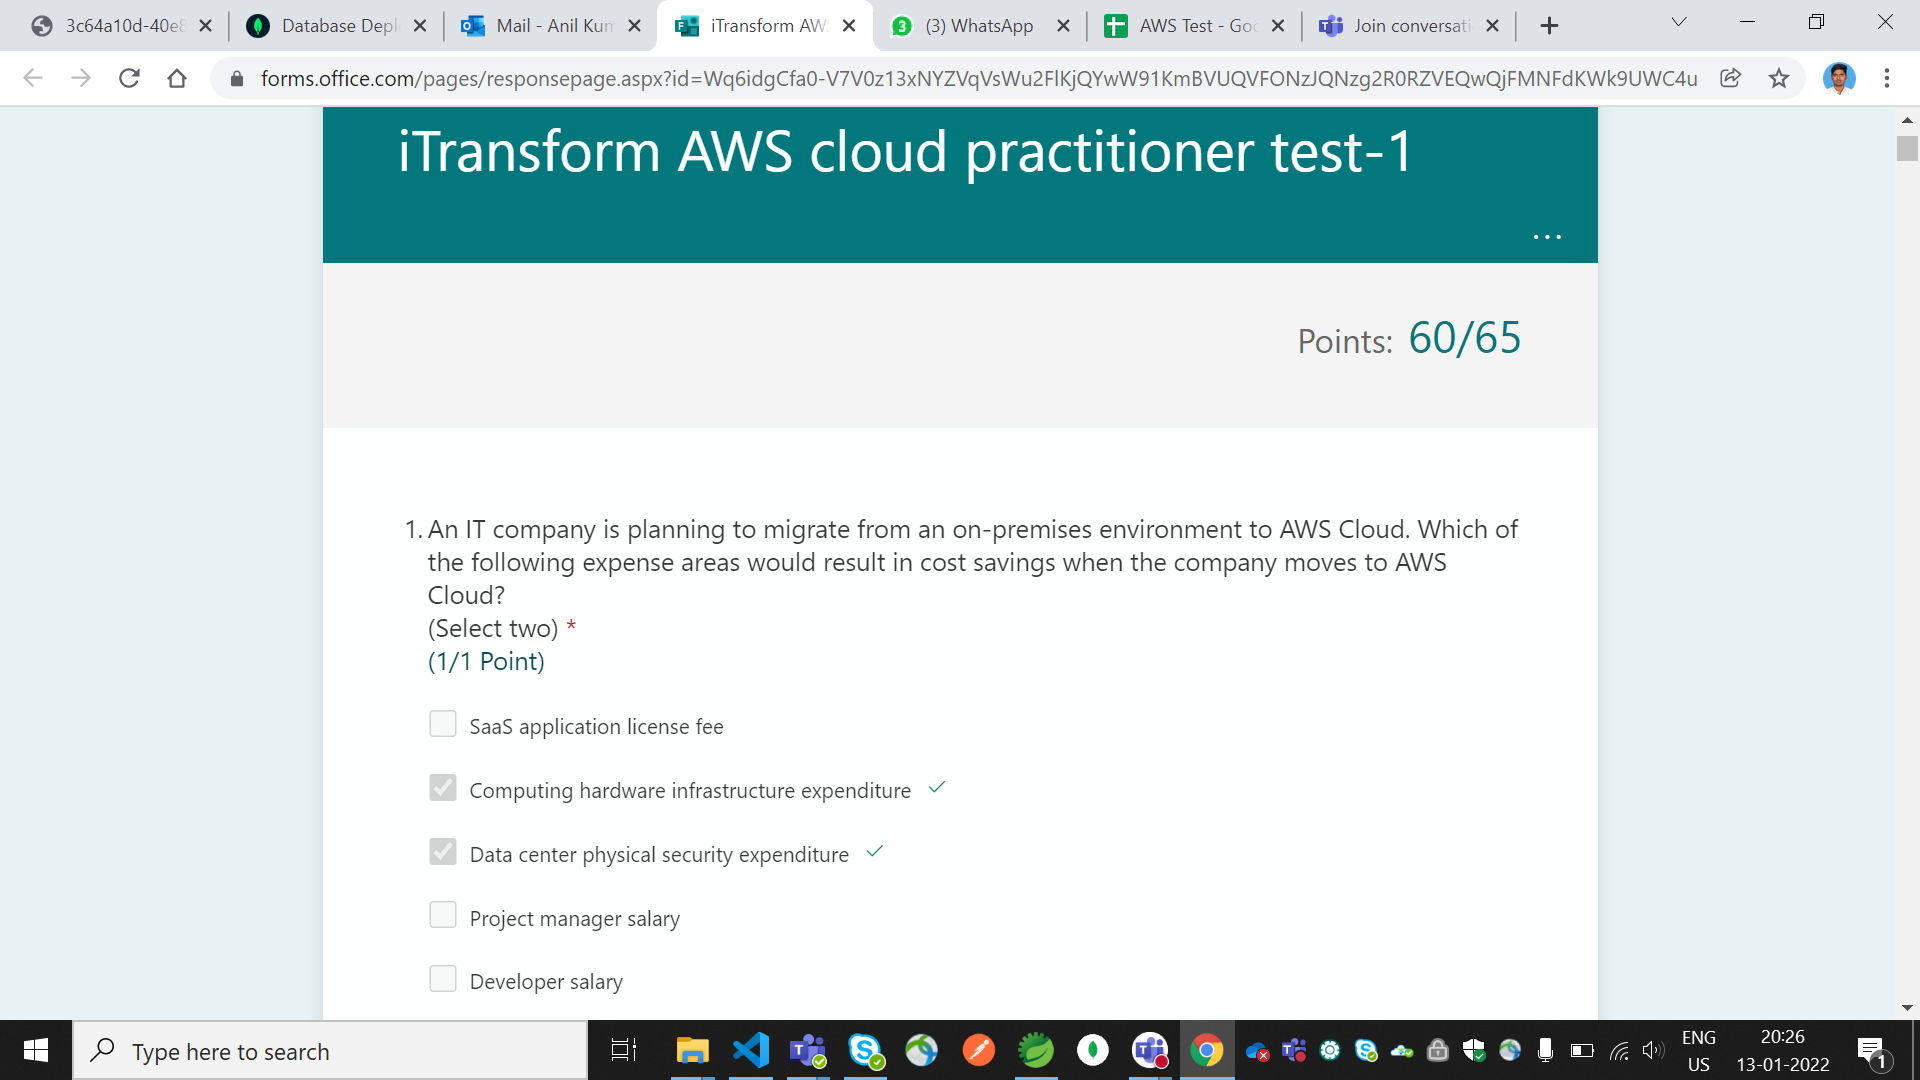 3c64a10d-40e8
Database Depl
Mail - Anil Kum
iTransform AW
(3) WhatsApp
AWS Test - Goo
Join conversati
forms.office.com/pages/responsepage.aspx?id=Wq6idgCfa0-V7V0z13xNYZVqVsWu2FlKjQYwW91KmBVUQVFONzJQNzg2R0RZVEQwQjFMNFdKWk9UWC4u
iTransform AWS cloud practitioner test-1
...
Points: 60/65
1. An IT company is planning to migrate from an on-premises environment to AWS Cloud. Which of
the following expense areas would result in cost savings when the company moves to AWS
Cloud?
(Select two) *
(1/1 Point)
SaaS application license fee
Computing hardware infrastructure expenditure
Data center physical security expenditure
Project manager salary
Developer salary
Type here to search
ENG
US
20:26
13-01-2022
1